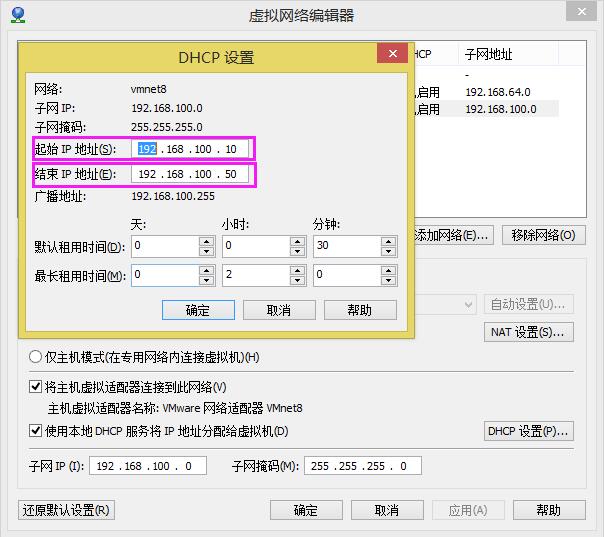 虚拟网络编辑器
DHCP 设置
HCP 子网地址
网络: vmnet8
-
子网 IP: 192.168.100.0
启用 192.168.64.0
子网掩码: 255.255.255.0
启用 192.168.100.0
起始 IP 地址(S): 192 .168 .100 . 10
结束 IP 地址(E): 192 .168 .100 . 50
广播地址: 192.168.100.255
天: 小时: 分钟:
默认租用时间(D): 0 0 30
添加网络(E)... 移除网络(O)
最长租用时间(M): 0 2 0
确定 取消 帮助
自动设置(U)...
NAT 设置(S)...
仅主机模式(在专用网络内连接虚拟机)(H)
将主机虚拟适配器连接到此网络(V)
主机虚拟适配器名称: VMware 网络适配器 VMnet8
使用本地 DHCP 服务将 IP 地址分配给虚拟机(D)
DHCP 设置(P)...
子网 IP (I): 192 .168 .100 . 0 子网掩码(M): 255 .255 .255 . 0
还原默认设置(R) 确定 取消 应用(A) 帮助